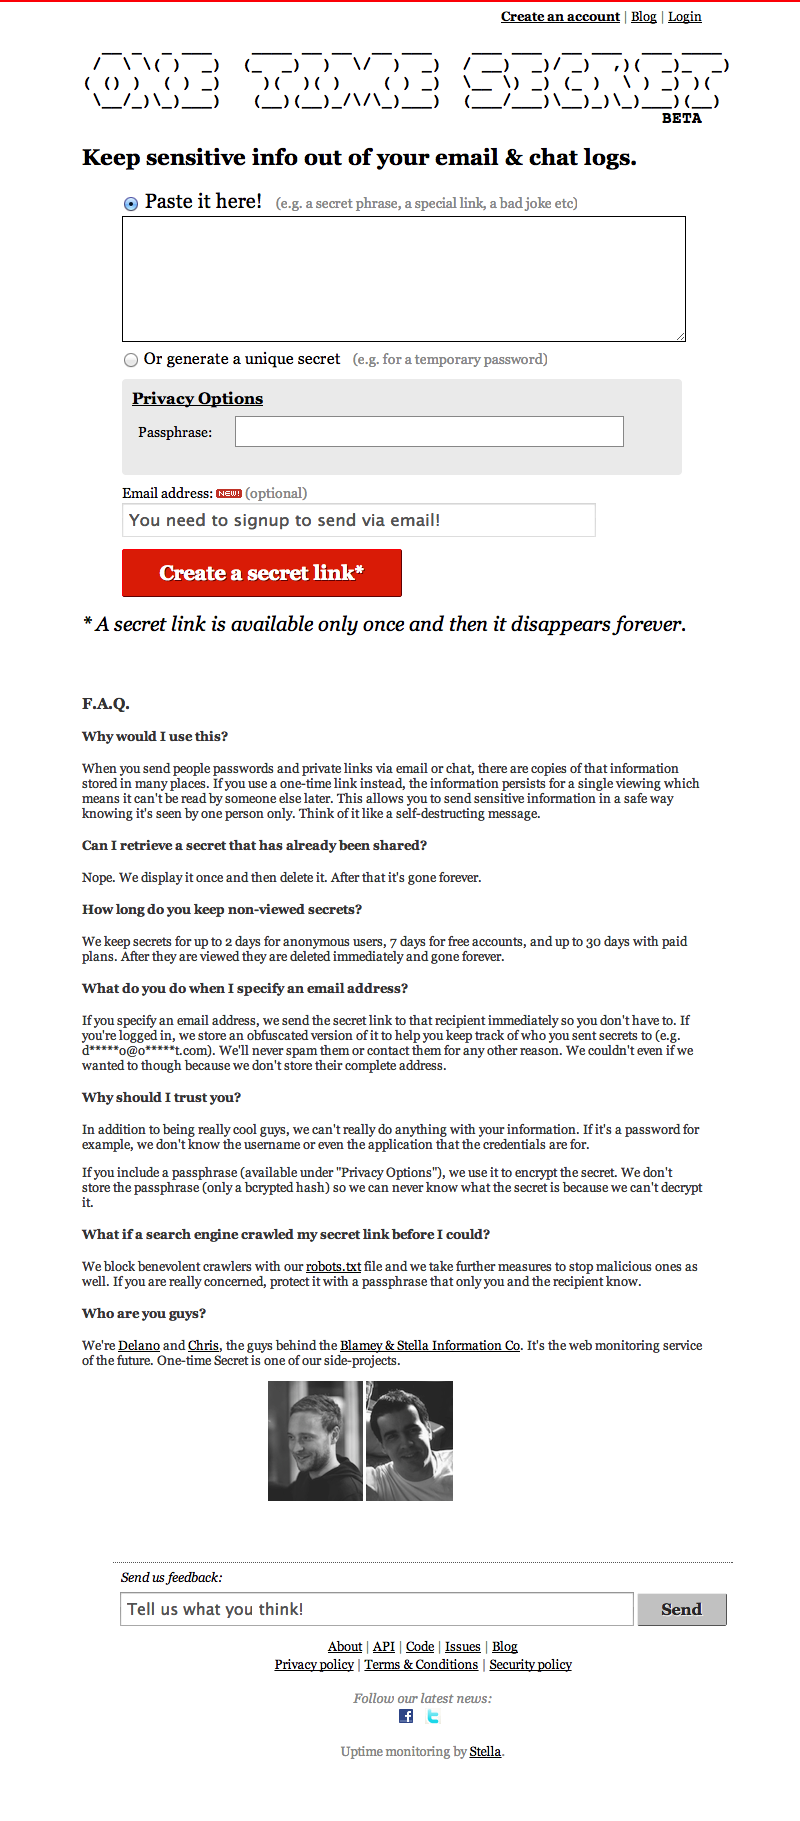 Create an account | Blog | Login
ONE TIME SECRET
BETA
Keep sensitive info out of your email & chat logs.
Paste it here! (e.g. a secret phrase, a special link, a bad joke etc)
Or generate a unique secret (e.g. for a temporary password)
Privacy Options
Passphrase:
Email address: NEW! (optional)
You need to signup to send via email!
Create a secret link*
* A secret link is available only once and then it disappears forever.
F.A.Q.
Why would I use this?
When you send people passwords and private links via email or chat, there are copies of that information
stored in many places. If you use a one-time link instead, the information persists for a single viewing which
means it can't be read by someone else later. This allows you to send sensitive information in a safe way
knowing it's seen by one person only. Think of it like a self-destructing message.
Can I retrieve a secret that has already been shared?
Nope. We display it once and then delete it. After that it's gone forever.
How long do you keep non-viewed secrets?
We keep secrets for up to 2 days for anonymous users, 7 days for free accounts, and up to 30 days with paid
plans. After they are viewed they are deleted immediately and gone forever.
What do you do when I specify an email address?
If you specify an email address, we send the secret link to that recipient immediately so you don't have to. If
you're logged in, we store an obfuscated version of it to help you keep track of who you sent secrets to (e.g.
d*****o@o*****t.com). We'll never spam them or contact them for any other reason. We couldn't even if we
wanted to though because we don't store their complete address.
Why should I trust you?
In addition to being really cool guys, we can't really do anything with your information. If it's a password for
example, we don't know the username or even the application that the credentials are for.
If you include a passphrase (available under "Privacy Options"), we use it to encrypt the secret. We don't
store the passphrase (only a bcrypted hash) so we can never know what the secret is because we can't decrypt
it.
What if a search engine crawled my secret link before I could?
We block benevolent crawlers with our robots.txt file and we take further measures to stop malicious ones as
well. If you are really concerned, protect it with a passphrase that only you and the recipient know.
Who are you guys?
We're Delano and Chris, the guys behind the Blamey & Stella Information Co. It's the web monitoring service
of the future. One-time Secret is one of our side-projects.
Send us feedback:
Tell us what you think! Send
About | API | Code | Issues | Blog
Privacy policy | Terms & Conditions | Security policy
Follow our latest news:
Uptime monitoring by Stella.